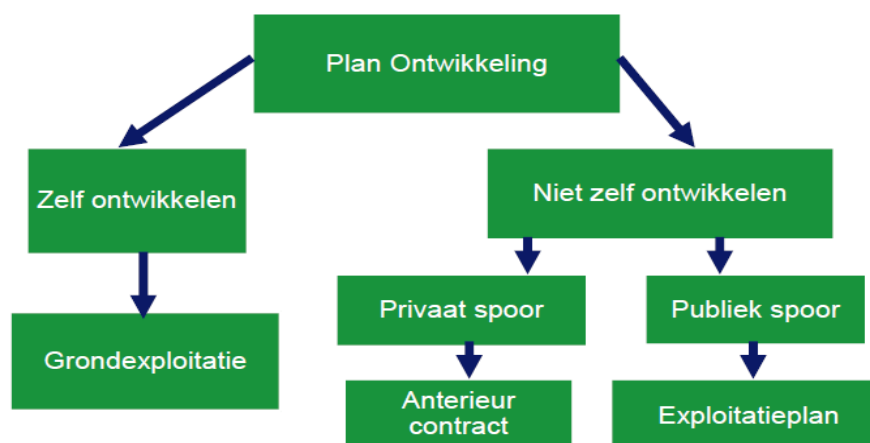 Plan Ontwikkeling
Zelf ontwikkelen
Niet zelf ontwikkelen
Grondexploitatie
Privaat spoor
Publiek spoor
Anterieur
contract
Exploitatieplan